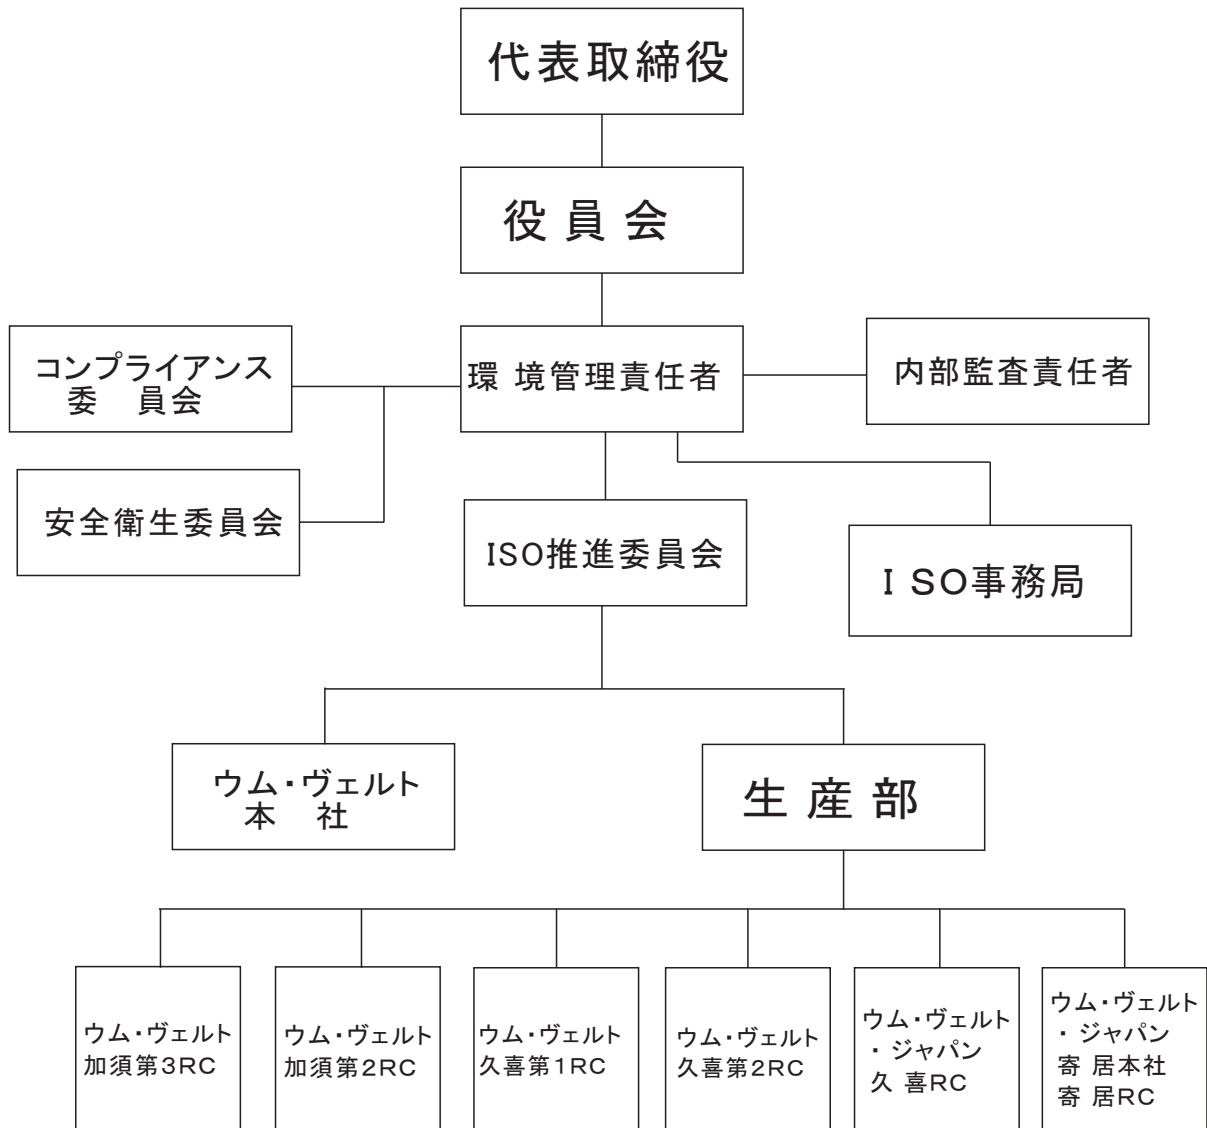 代表取締役
役員会
コンプライアンス
委　員会
環境管理責任者
内部監査責任者
安全衛生委員会
ISO推進委員会
ISO事務局
ウム・ヴェルト
本　社
生産部
ウム・ヴェルト
加須第3RC
ウム・ヴェルト
加須第2RC
ウム・ヴェルト
久喜第1RC
ウム・ヴェルト
久喜第2RC
ウム・ヴェルト
・ジャパン
久喜RC
ウム・ヴェルト
・ジャパン
寄居本社
寄居RC